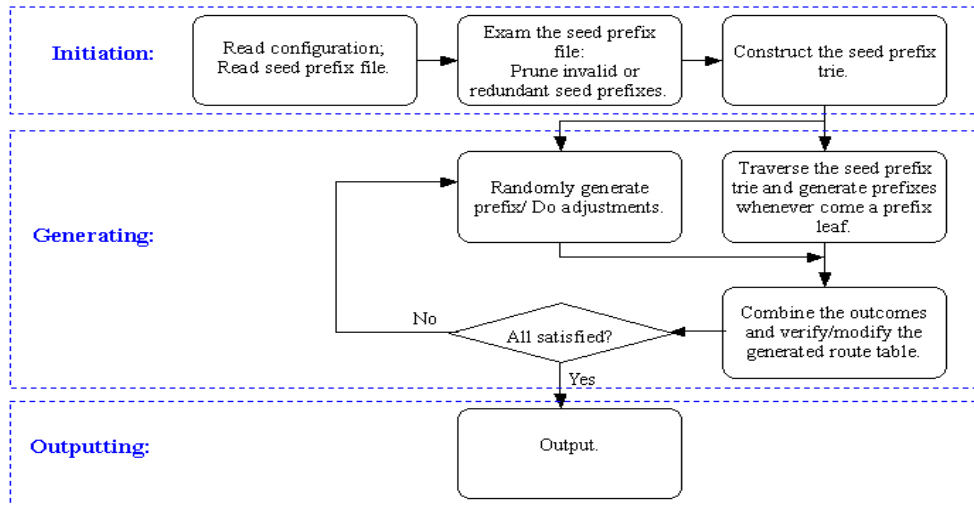 Initiation:
Read configuration;
Read seed prefix file.
Exam the seed prefix
file:
Prune invalid or
redundant seed prefixes.
Construct the seed prefix
trie.
Generating:
Randomly generate
prefix/ Do adjustments.
Traverse the seed prefix
trie and generate prefixes
whenever come a prefix
leaf.
Combine the outcomes
and verify/modify the
generated route table.
All satisfied?
No
Yes
Outputting:
Output.